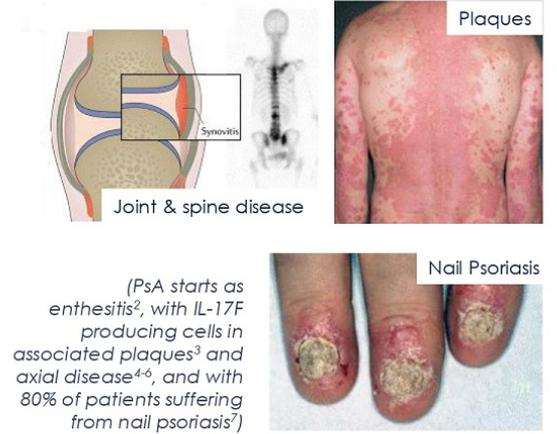 Plaques
Synovitis
Joint & spine disease
Nail Psoriasis
(PsA starts as
enthesitis², with IL-17F
producing cells in
associated plaques³ and
axial disease⁴⁻⁶, and with
80% of patients suffering
from nail psoriasis⁷)